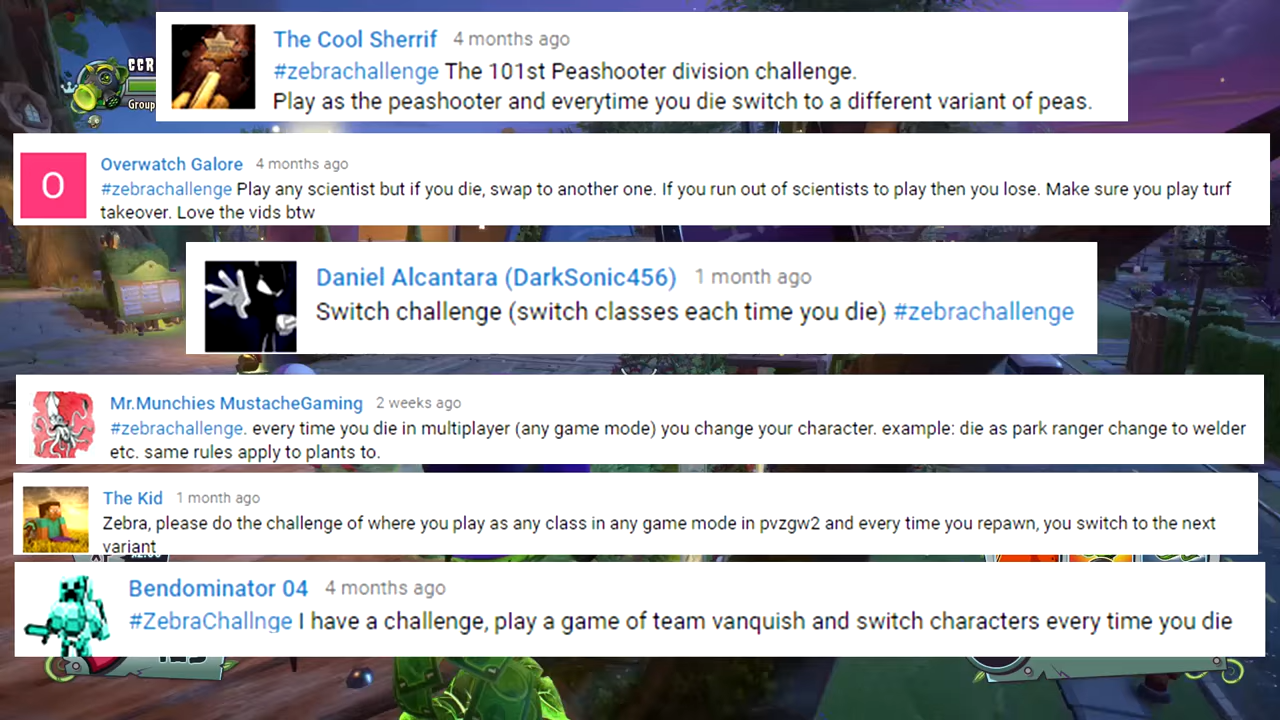 CCR
Group
The Cool Sherrif 4 months ago
#zebrachallenge The 101st Peashooter division challenge.
Play as the peashooter and everytime you die switch to a different variant of peas.
O
Overwatch Galore 4 months ago
#zebrachallenge Play any scientist but if you die, swap to another one. If you run out of scientists to play then you lose. Make sure you play turf
takeover. Love the vids btw
Daniel Alcantara (DarkSonic456) 1 month ago
Switch challenge (switch classes each time you die) #zebrachallenge
Mr.Munchies MustacheGaming 2 weeks ago
#zebrachallenge. every time you die in multiplayer (any game mode) you change your character. example: die as park ranger change to welder
etc. same rules apply to plants to.
The Kid 1 month ago
Zebra, please do the challenge of where you play as any class in any game mode in pvzgw2 and every time you repawn, you switch to the next
variant
Bendominator 04 4 months ago
#ZebraChallnge I have a challenge, play a game of team vanquish and switch characters every time you die